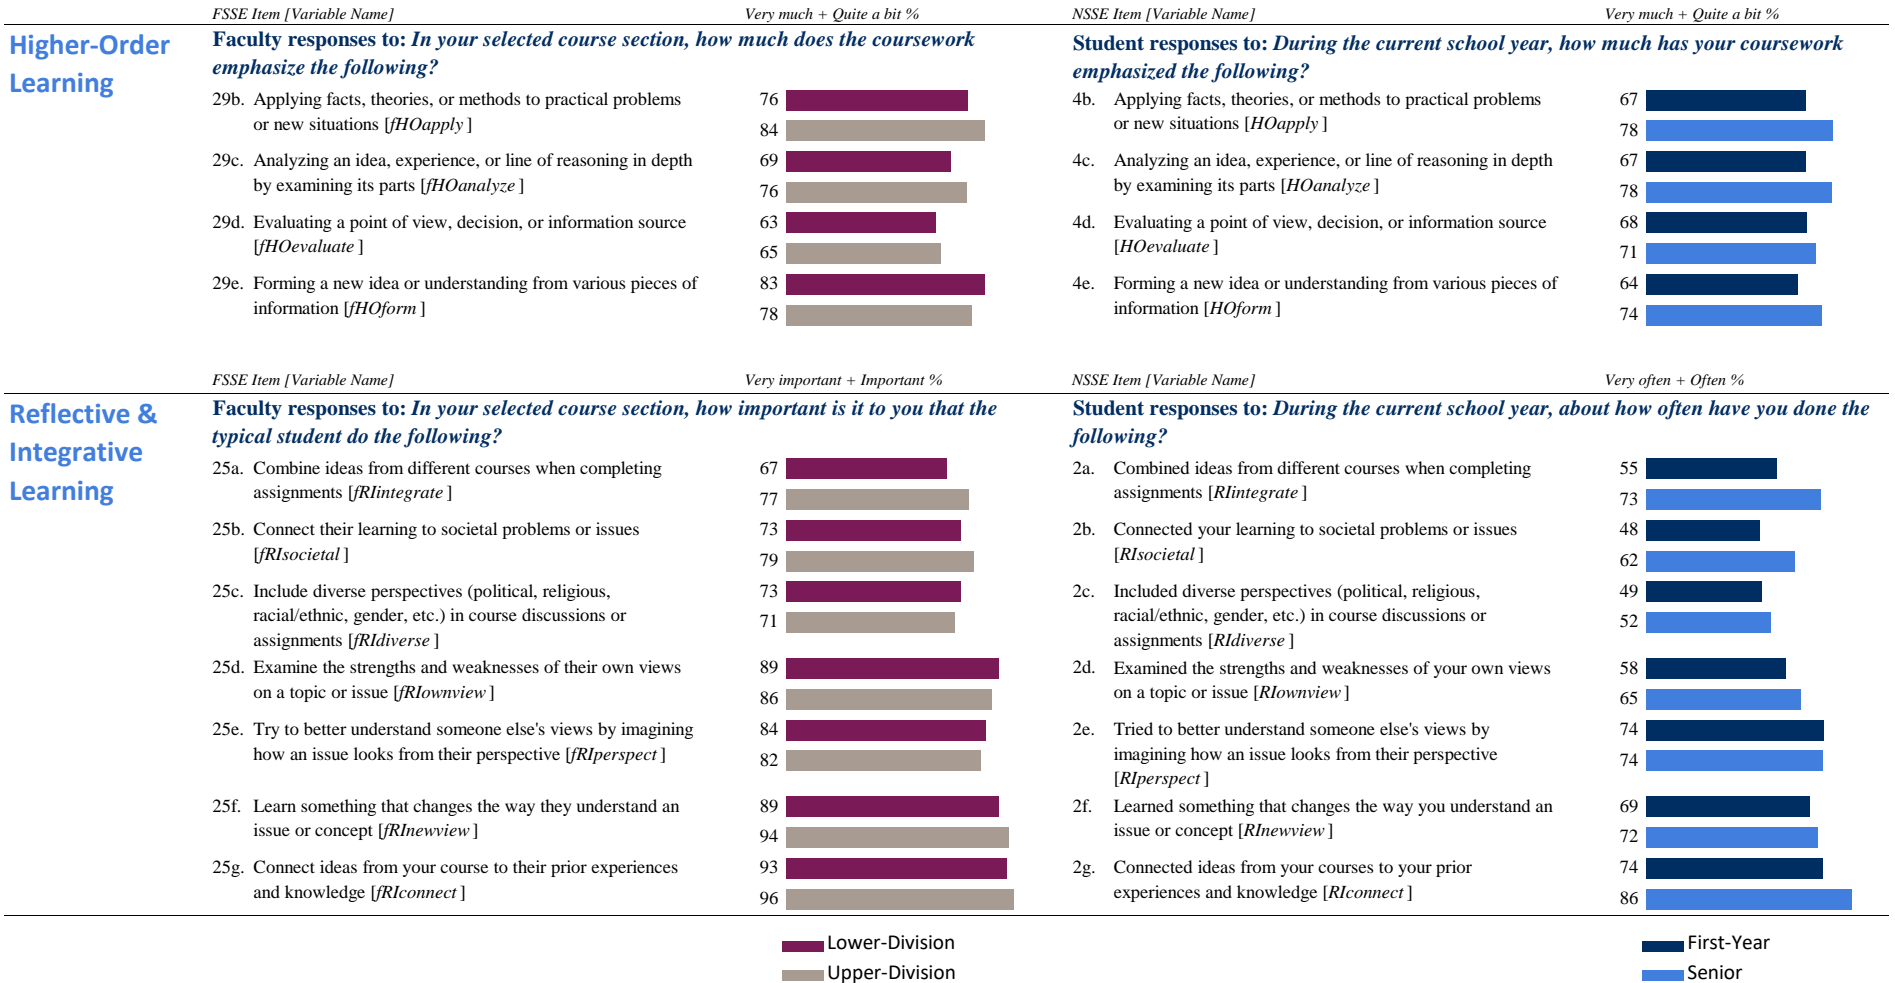 FSSE Item [Variable Name] Very much + Quite a bit % NSSE Item [Variable Name] Very much + Quite a bit %
Higher-Order
Learning
Faculty responses to: In your selected course section, how much does the coursework
emphasize the following?
29b. Applying facts, theories, or methods to practical problems 76
or new situations [fHOapply ] 84
29c. Analyzing an idea, experience, or line of reasoning in depth 69
by examining its parts [fHOanalyze ] 76
29d. Evaluating a point of view, decision, or information source 63
[fHOevaluate ] 65
29e. Forming a new idea or understanding from various pieces of 83
information [fHOform ] 78
Student responses to: During the current school year, how much has your coursework
emphasized the following?
4b. Applying facts, theories, or methods to practical problems 67
or new situations [HOapply ] 78
4c. Analyzing an idea, experience, or line of reasoning in depth 67
by examining its parts [HOanalyze ] 78
4d. Evaluating a point of view, decision, or information source 68
[HOevaluate ] 71
4e. Forming a new idea or understanding from various pieces of 64
information [HOform ] 74
FSSE Item [Variable Name] Very important + Important % NSSE Item [Variable Name] Very often + Often %
Reflective &
Integrative
Learning
Faculty responses to: In your selected course section, how important is it to you that the
typical student do the following?
25a. Combine ideas from different courses when completing 67
assignments [fRIintegrate ] 77
25b. Connect their learning to societal problems or issues 73
[fRIsocietal ] 79
25c. Include diverse perspectives (political, religious, 73
racial/ethnic, gender, etc.) in course discussions or 71
assignments [fRIdiverse ]
25d. Examine the strengths and weaknesses of their own views 89
on a topic or issue [fRIownview ] 86
25e. Try to better understand someone else's views by imagining 84
how an issue looks from their perspective [fRIperspect ] 82
25f. Learn something that changes the way they understand an 89
issue or concept [fRInewview ] 94
25g. Connect ideas from your course to their prior experiences 93
and knowledge [fRIconnect ] 96
Student responses to: During the current school year, about how often have you done the
following?
2a. Combined ideas from different courses when completing 55
assignments [RIintegrate ] 73
2b. Connected your learning to societal problems or issues 48
[RIsocietal ] 62
2c. Included diverse perspectives (political, religious, 49
racial/ethnic, gender, etc.) in course discussions or 52
assignments [RIdiverse ]
2d. Examined the strengths and weaknesses of your own views 58
on a topic or issue [RIownview ] 65
2e. Tried to better understand someone else's views by 74
imagining how an issue looks from their perspective 74
[RIperspect ]
2f. Learned something that changes the way you understand an 69
issue or concept [RInewview ] 72
2g. Connected ideas from your courses to your prior 74
experiences and knowledge [RIconnect ] 86
Lower-Division
Upper-Division
First-Year
Senior